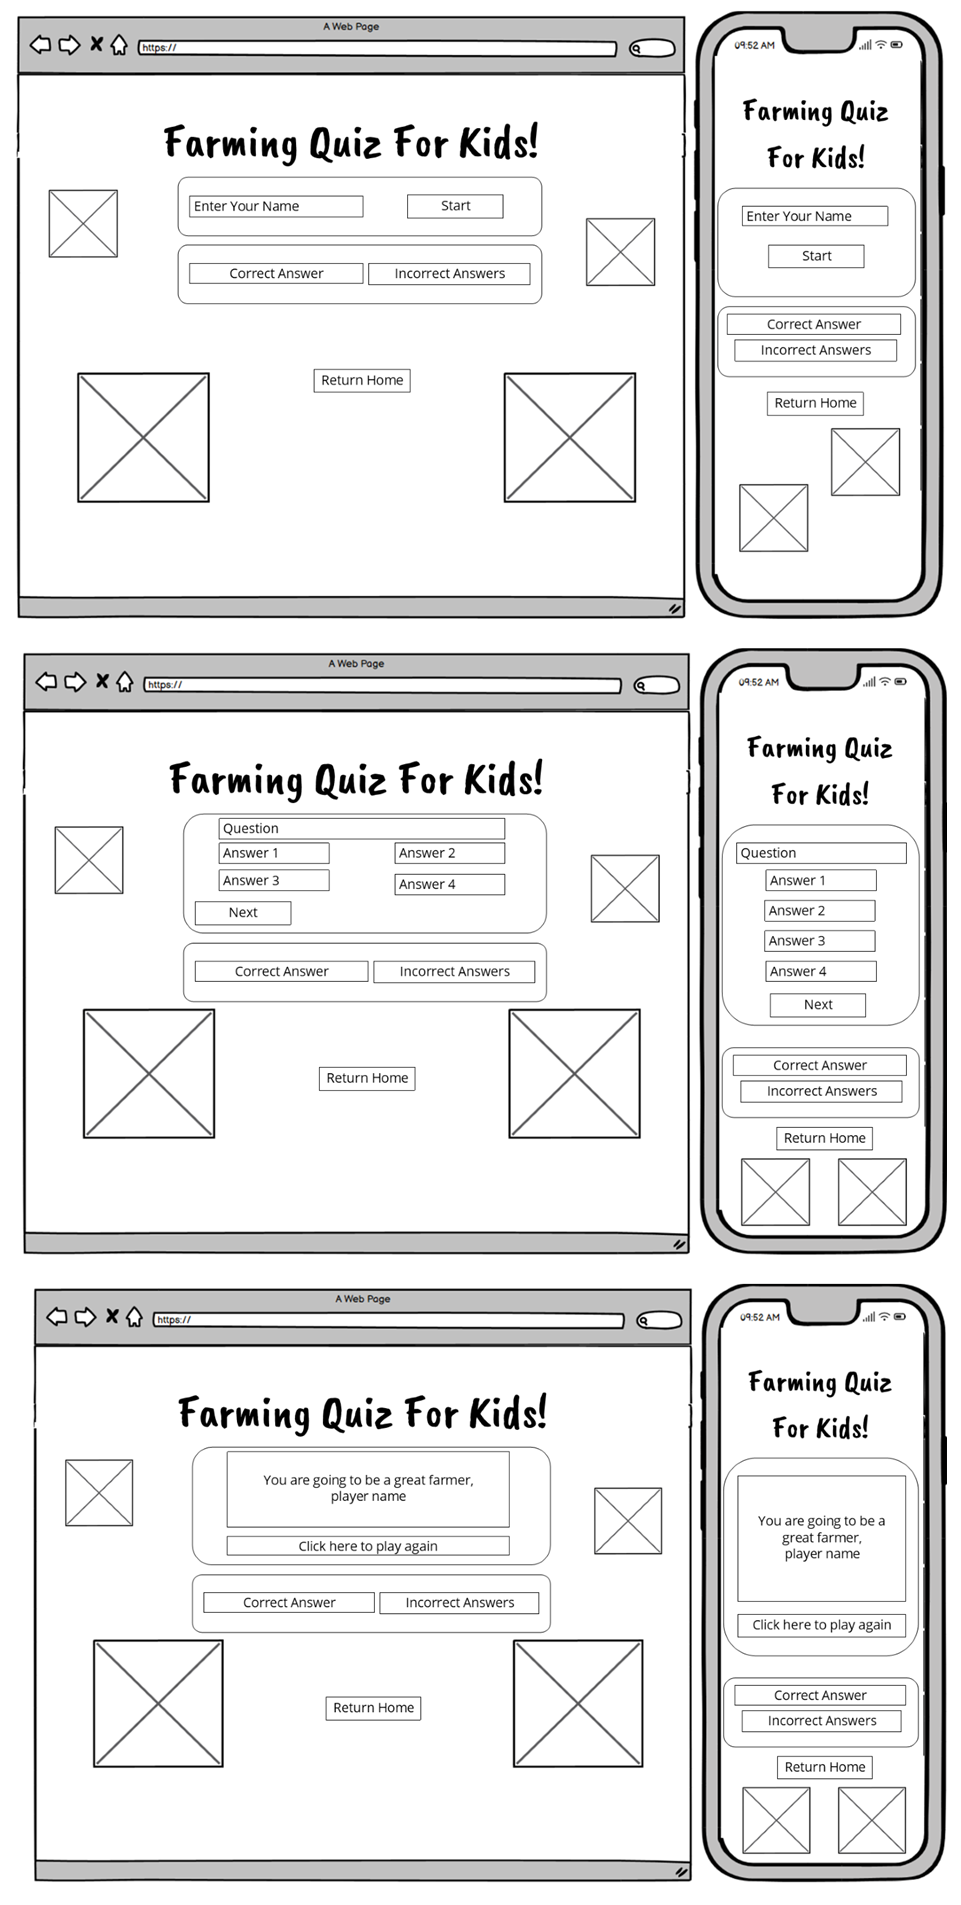 A Web Page
https://
Farming Quiz For Kids!
Enter Your Name
Start
Correct Answer
Incorrect Answers
Return Home
09:52 AM
Farming Quiz
For Kids!
Enter Your Name
Start
Correct Answer
Incorrect Answers
Return Home
A Web Page
https://
Farming Quiz For Kids!
Question
Answer 1
Answer 2
Answer 3
Answer 4
Next
Correct Answer
Incorrect Answers
Return Home
09:52 AM
Farming Quiz
For Kids!
Question
Answer 1
Answer 2
Answer 3
Answer 4
Next
Correct Answer
Incorrect Answers
Return Home
A Web Page
https://
Farming Quiz For Kids!
You are going to be a great farmer,
player name
Click here to play again
Correct Answer
Incorrect Answers
Return Home
09:52 AM
Farming Quiz
For Kids!
You are going to be a
great farmer,
player name
Click here to play again
Correct Answer
Incorrect Answers
Return Home